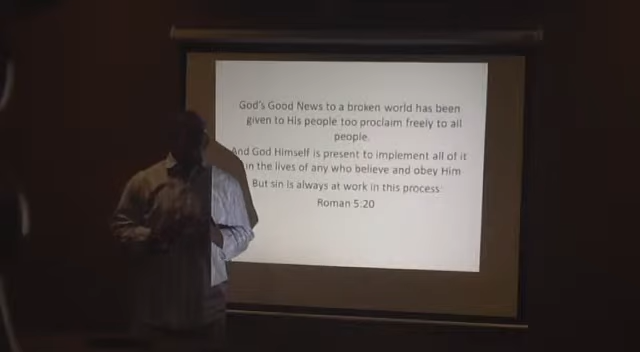 God's Good News to a broken world has been
given to His people too proclaim freely to all
people.
And God Himself is present to implement all of it
in the lives of any who believe and obey Him
But sin is always at work in this process:
Roman 5:20